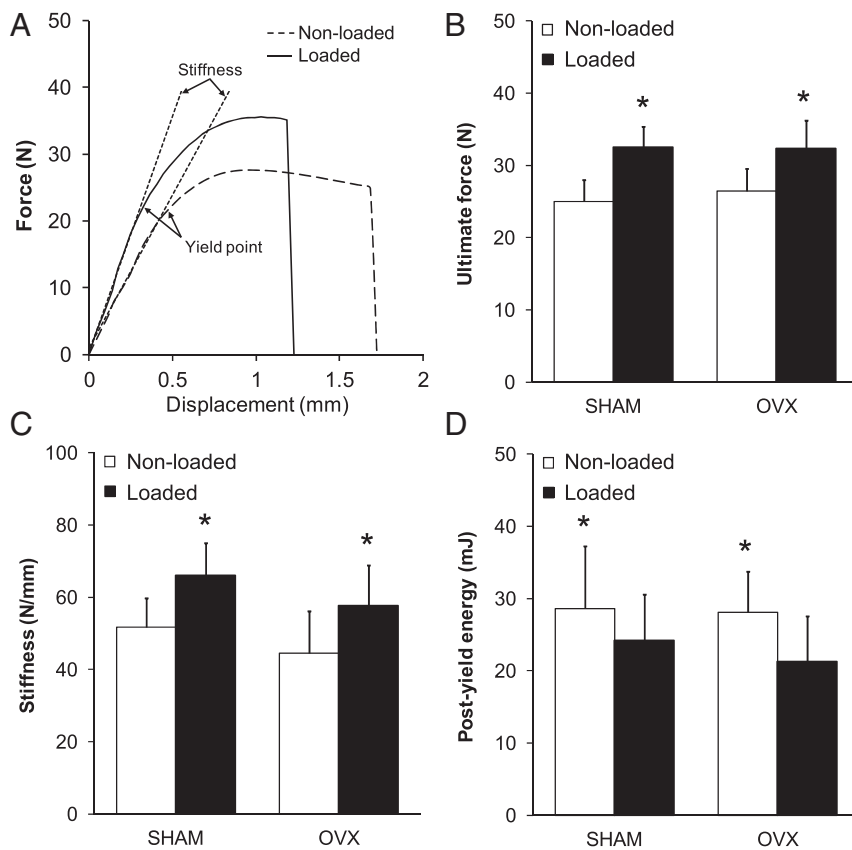 A
50
40
30
20
10
0
Force (N)
0
0.5
1
1.5
2
Displacement (mm)
Non-loaded
Loaded
Stiffness
Yield point
B
50
40
30
20
10
0
Ultimate force (N)
Non-loaded
Loaded
*
*
SHAM
OVX
C
100
80
60
40
20
0
Stiffness (N/mm)
Non-loaded
Loaded
*
*
SHAM
OVX
D
50
40
30
20
10
0
Post-yield energy (mJ)
Non-loaded
Loaded
*
*
SHAM
OVX